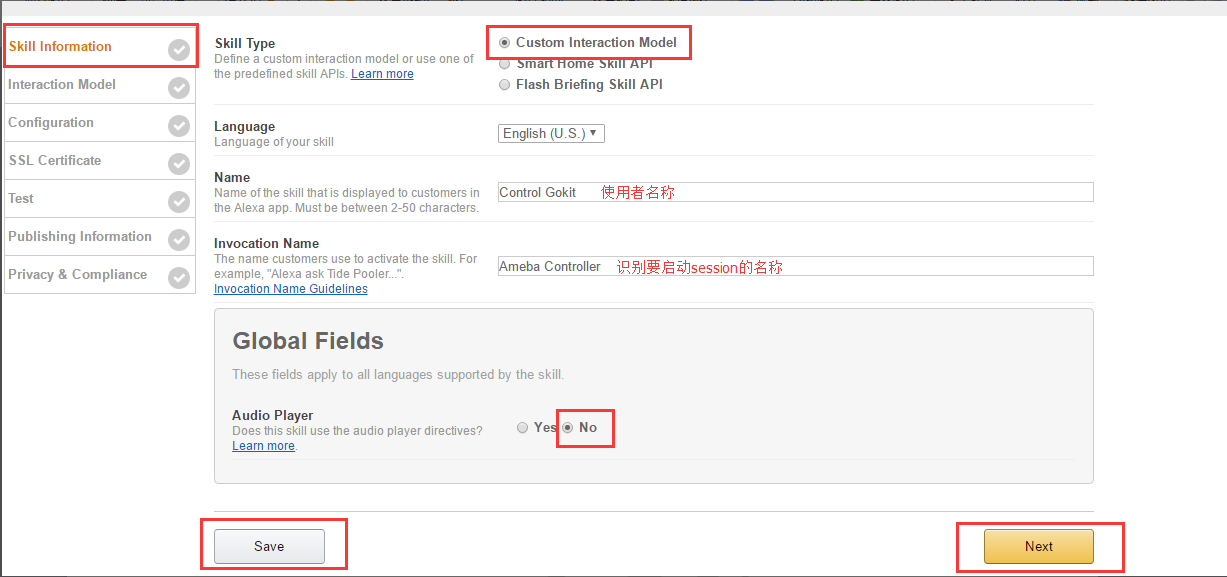 Skill Information
Interaction Model
Configuration
SSL Certificate
Test
Publishing Information
Privacy & Compliance
Skill Type
Define a custom interaction model or use one of
the predefined skill APIs. Learn more
Custom Interaction Model
Smart Home Skill API
Flash Briefing Skill API
Language
Language of your skill
English (U.S.)
Name
Name of the skill that is displayed to customers in
the Alexa app. Must be between 2-50 characters.
Control Gokit 使用者名称
Invocation Name
The name customers use to activate the skill. For
example, "Alexa ask Tide Pooler...".
Invocation Name Guidelines
Ameba Controller 识别要启动session的名称
Global Fields
These fields apply to all languages supported by the skill.
Audio Player
Does this skill use the audio player directives?
Learn more.
Yes No
Save Next